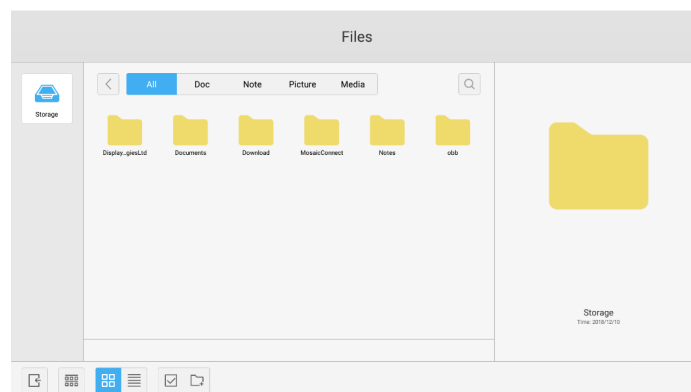 Files
Storage
All Doc Note Picture Media
Display...giesLtd Documents Download MosaicConnect Notes obb
Storage
Time: 2019/12/10